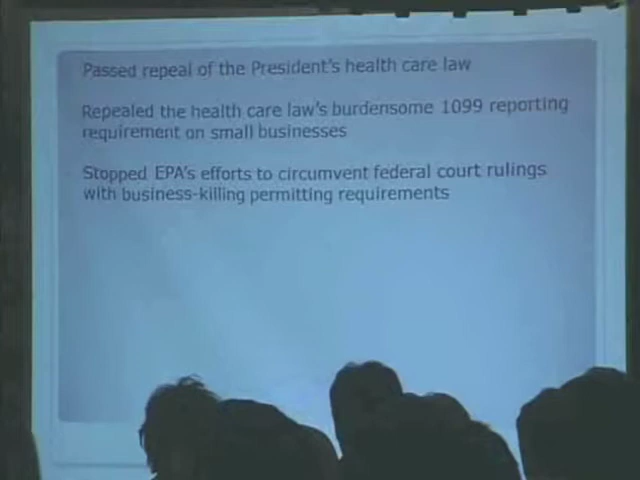 Passed repeal of the President's health care law
Repealed the health care law's burdensome 1099 reporting
requirement on small businesses
Stopped EPA's efforts to circumvent federal court rulings
with business-killing permitting requirements